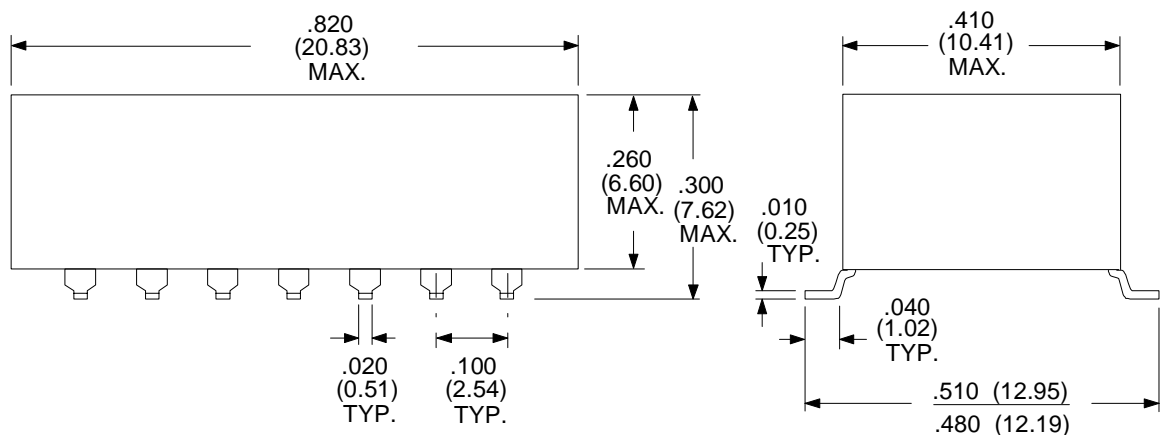 .820
(20.83)
MAX.
.410
(10.41)
MAX.
.260
(6.60)
MAX.
.300
(7.62)
MAX.
.010
(0.25)
TYP.
.040
(1.02)
TYP.
.020
(0.51)
TYP.
.100
(2.54)
TYP.
.510 (12.95)
.480 (12.19)